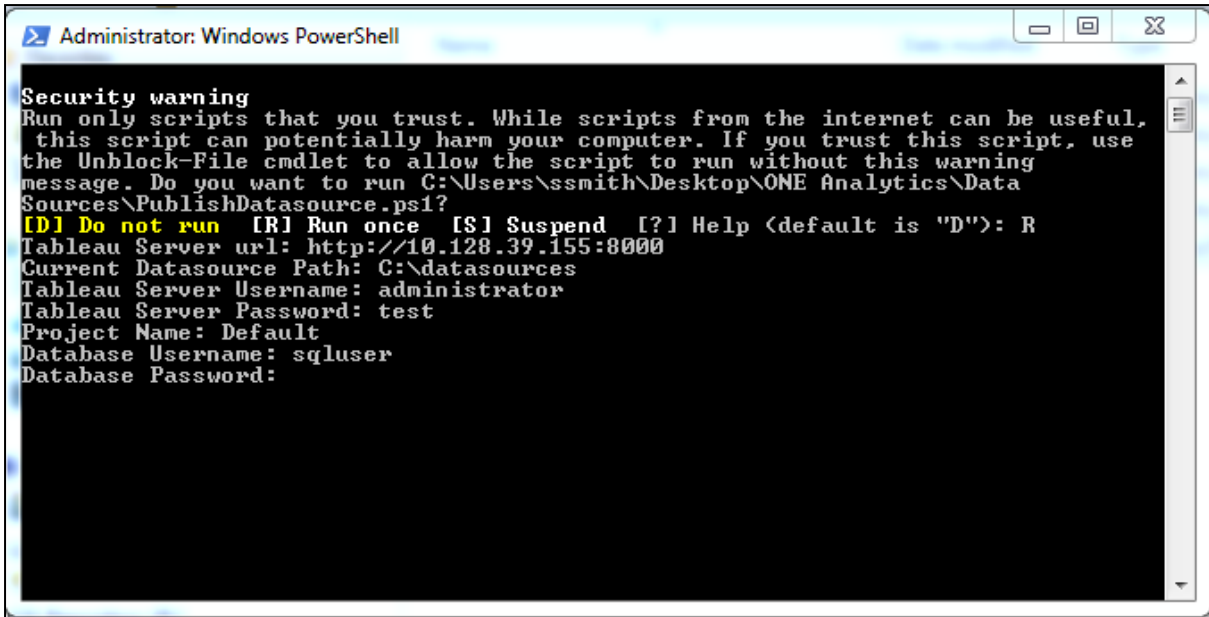 Administrator: Windows PowerShell
Security warning
Run only scripts that you trust. While scripts from the internet can be useful,
this script can potentially harm your computer. If you trust this script, use
the Unblock-File cmdlet to allow the script to run without this warning
message. Do you want to run C:\Users\ssmith\Desktop\ONE Analytics\Data
Sources\PublishDatasource.ps1?
[D] Do not run  [R] Run once  [S] Suspend  [?] Help (default is "D"): R
Tableau Server url: http://10.128.39.155:8000
Current Datasource Path: C:\datasources
Tableau Server Username: administrator
Tableau Server Password: test
Project Name: Default
Database Username: sqluser
Database Password: